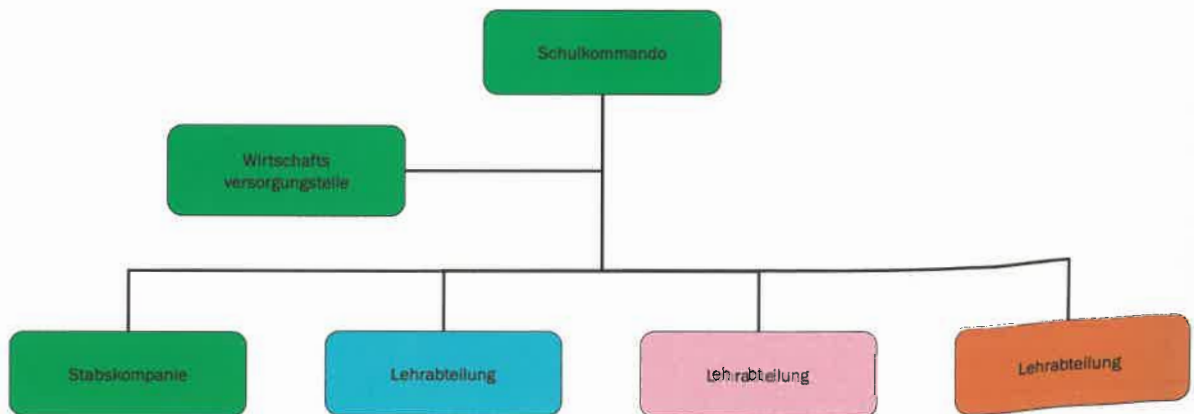 Schulkommando
Wirtschafts
versorgungstelle
Stabskompanie
Lehrabteilung
Lehrabteilung
Lehrabteilung